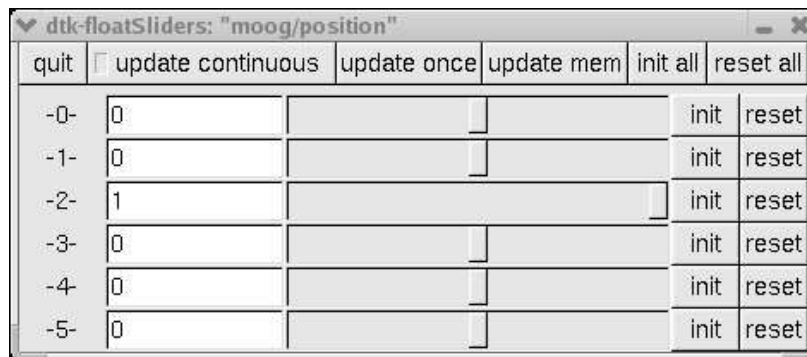 dtk-floatSliders: "moog/position"
quit update continuous update once update mem init all reset all
-0- 0 init reset
-1- 0 init reset
-2- 1 init reset
-3- 0 init reset
-4- 0 init reset
-5- 0 init reset